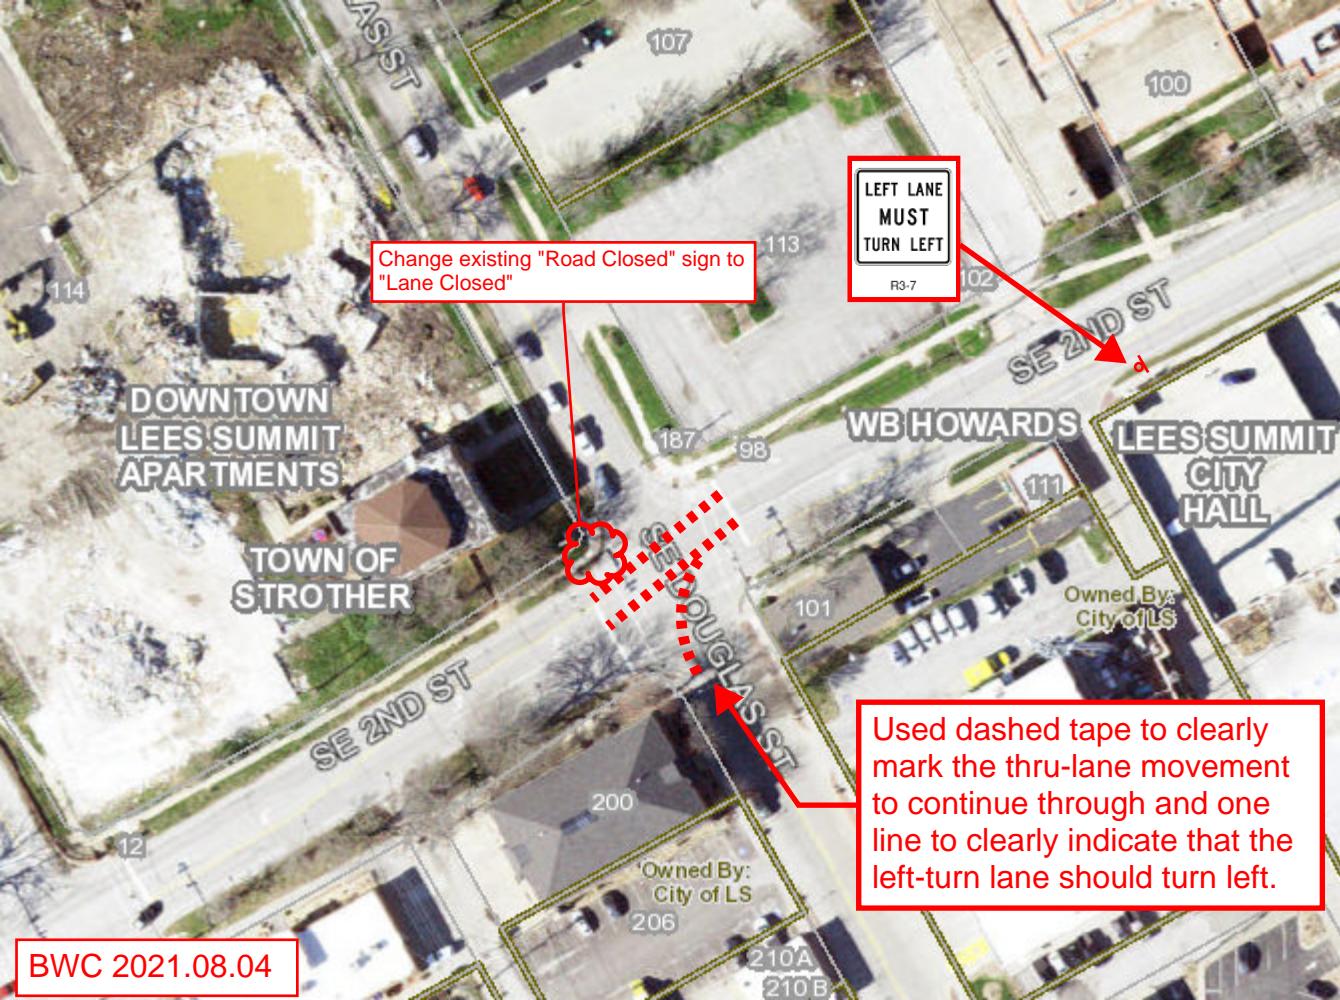 LAS ST
107
100
LEFT LANE
MUST
TURN LEFT
R3-7
Change existing "Road Closed" sign to
"Lane Closed"
113
102
114
SE 2ND ST
DOWNTOWN
LEES SUMMIT
APARTMENTS
187
98
WB HOWARDS
LEES SUMMIT
CITY
HALL
111
TOWN OF
STROTHER
SE DOUGLAS ST
101
Owned By:
City of LS
SE 2ND ST
Used dashed tape to clearly
mark the thru-lane movement
to continue through and one
line to clearly indicate that the
left-turn lane should turn left.
200
12
Owned By:
City of LS
206
210A
210B
BWC 2021.08.04